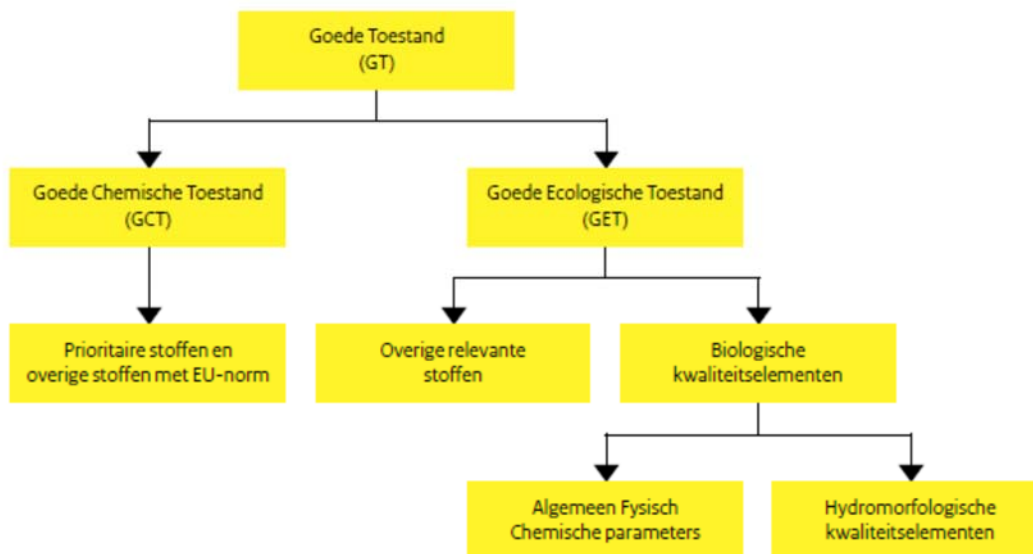 Goede Toestand
(GT)
Goede Chemische Toestand
(GCT)
Goede Ecologische Toestand
(GET)
Prioritaire stoffen en
overige stoffen met EU-norm
Overige relevante
stoffen
Biologische
kwaliteitselementen
Algemeen Fysisch
Chemische parameters
Hydromorfologische
kwaliteitselementen